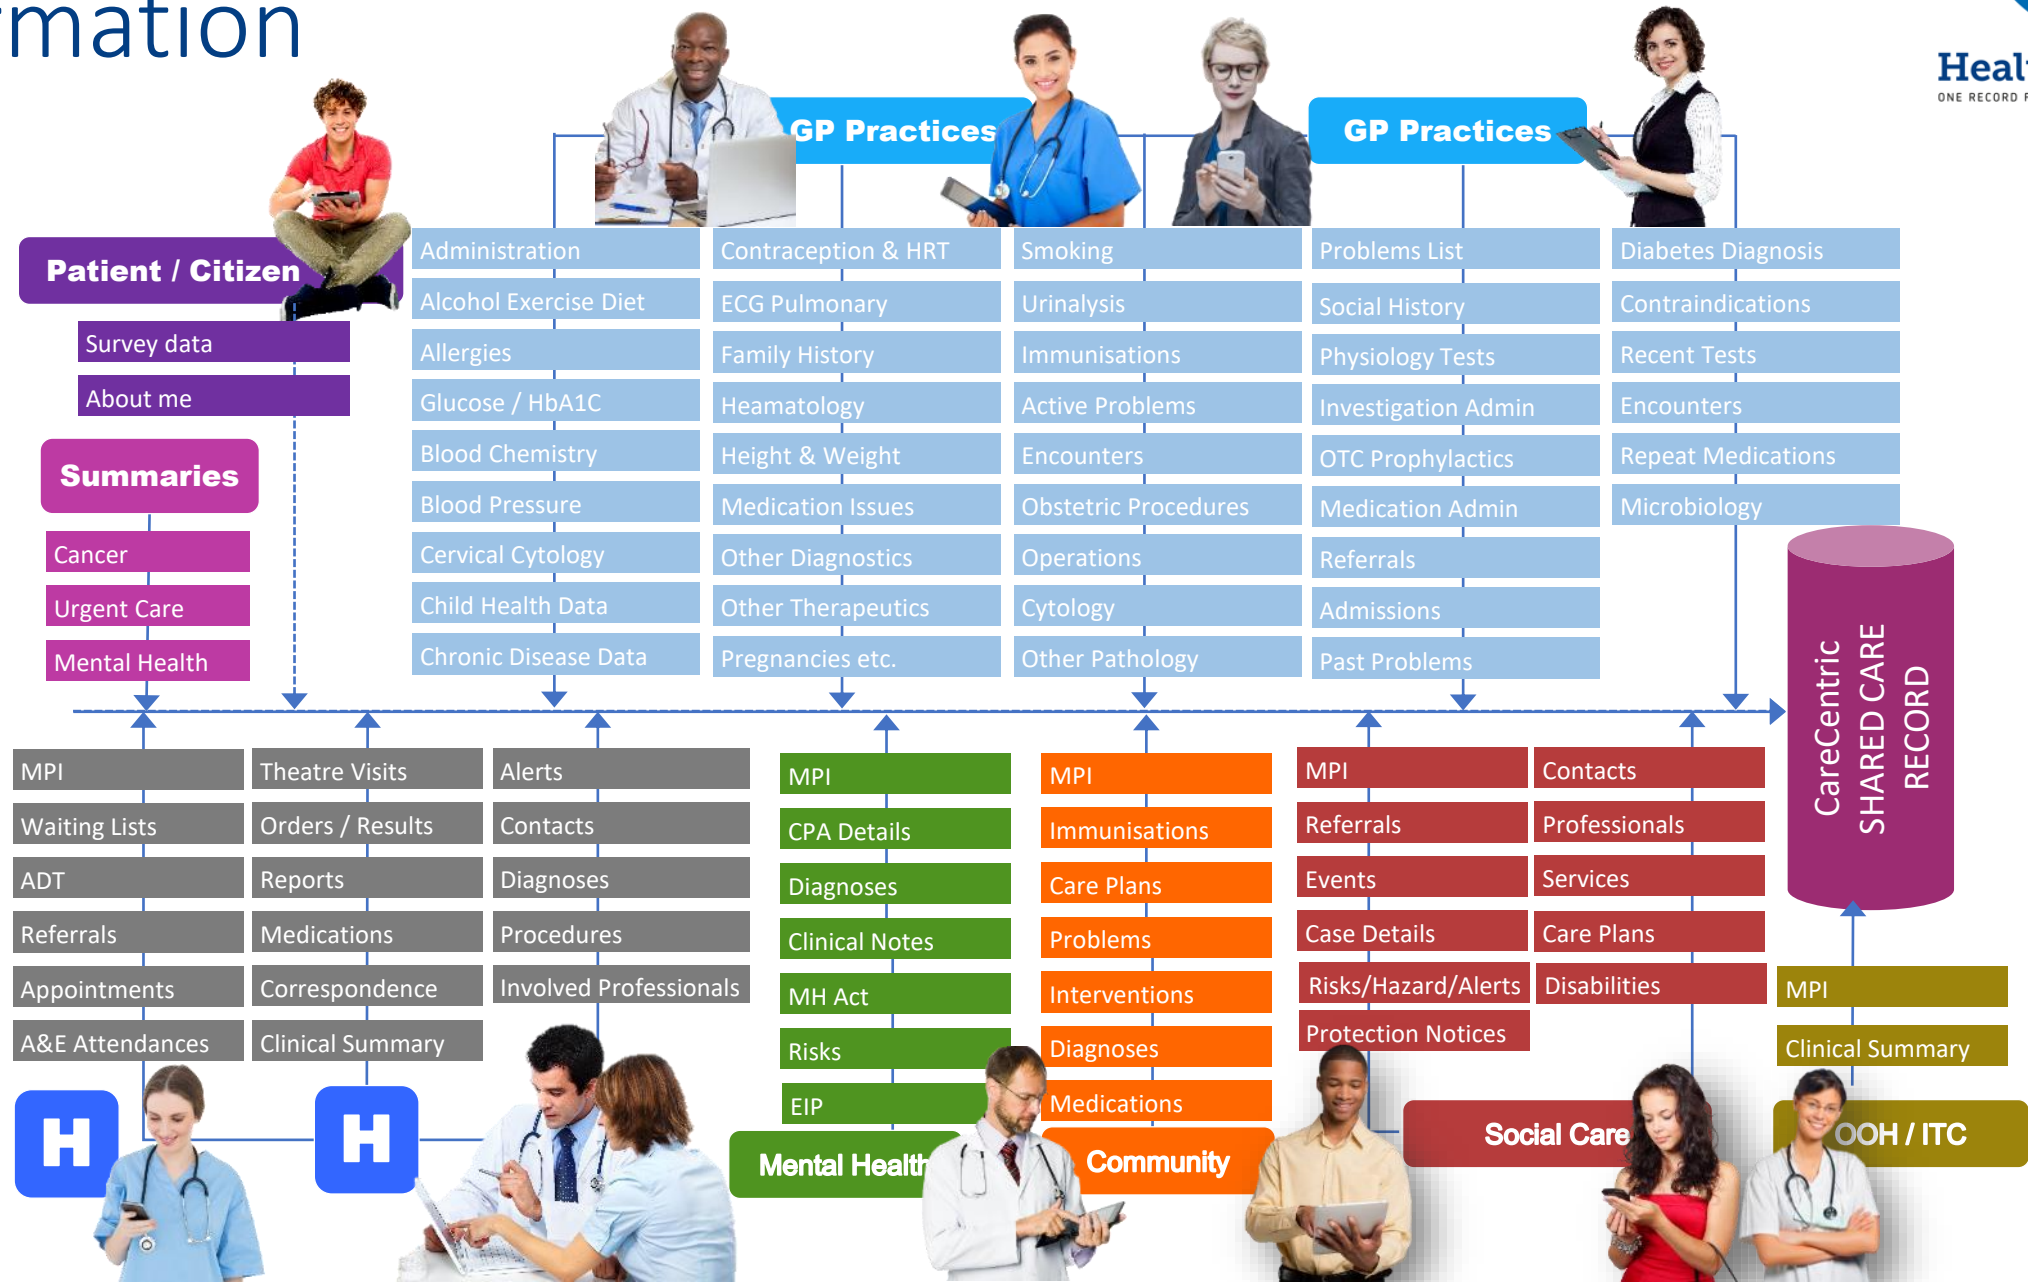 rmation
Heal
ONE RECORD F
GP Practices
GP Practices
Patient / Citizen
Survey data
About me
Summaries
Cancer
Urgent Care
Mental Health
Administration
Alcohol Exercise Diet
Allergies
Glucose / HbA1C
Blood Chemistry
Blood Pressure
Cervical Cytology
Child Health Data
Chronic Disease Data
Contraception & HRT
ECG Pulmonary
Family History
Heamatology
Height & Weight
Medication Issues
Other Diagnostics
Other Therapeutics
Pregnancies etc.
Smoking
Urinalysis
Immunisations
Active Problems
Encounters
Obstetric Procedures
Operations
Cytology
Other Pathology
Problems List
Social History
Physiology Tests
Investigation Admin
OTC Prophylactics
Medication Admin
Referrals
Admissions
Past Problems
Diabetes Diagnosis
Contraindications
Recent Tests
Encounters
Repeat Medications
Microbiology
CareCentric
SHARED CARE
RECORD
MPI
Waiting Lists
ADT
Referrals
Appointments
A&E Attendances
Theatre Visits
Orders / Results
Reports
Medications
Correspondence
Clinical Summary
Alerts
Contacts
Diagnoses
Procedures
Involved Professionals
H
H
MPI
CPA Details
Diagnoses
Clinical Notes
MH Act
Risks
EIP
Mental Health
MPI
Immunisations
Care Plans
Problems
Interventions
Diagnoses
Medications
Community
MPI
Referrals
Events
Case Details
Risks/Hazard/Alerts
Protection Notices
Contacts
Professionals
Services
Care Plans
Disabilities
Social Care
MPI
Clinical Summary
OOH / ITC